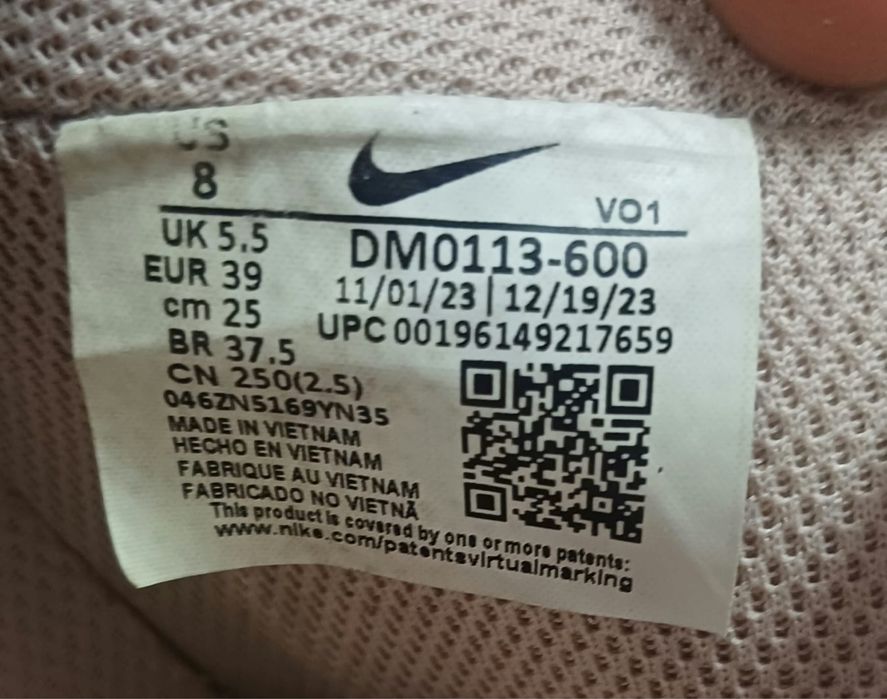 US
8
VO1
UK 5.5
EUR 39
cm 25
BR 37.5
CN 250(2.5)
046ZN5169YN35
MADE IN VIETNAM
HECHO EN VIETNAM
FABRIQUE AU VIETNAM
FABRICADO NO VIETNÃ
DM0113-600
11/01/23 | 12/19/23
UPC 00196149217659
This product is covered by one or more patents:
www.nike.com/patentsvirtualmarking